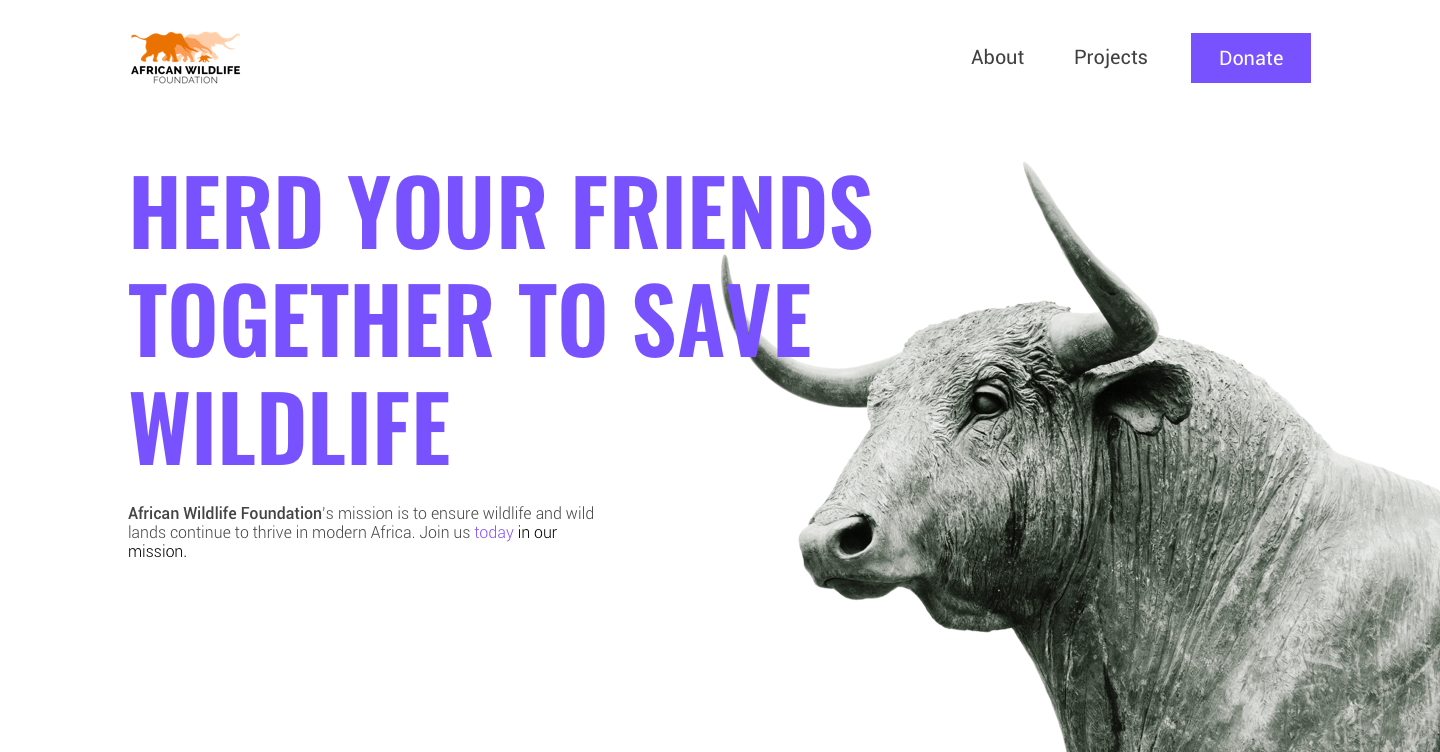 AFRICAN WILDLIFE
FOUNDATION
About
Projects
Donate
HERD YOUR FRIENDS
TOGETHER TO SAVE
WILDLIFE
African Wildlife Foundation's mission is to ensure wildlife and wild
lands continue to thrive in modern Africa. Join us today in our
mission.